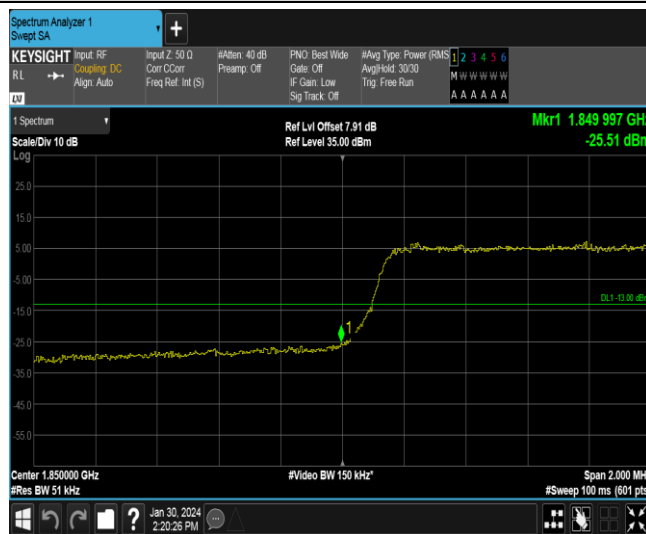 Spectrum Analyzer 1
Swept SA
+
KEYSIGHT
RL
LXI
Input: RF
Coupling: DC
Align: Auto
Input Z: 50 Ω
Corr CCorr
Freq Ref: Int (S)
#Atten: 40 dB
Preamp: Off
PNO: Best Wide
Gate: Off
IF Gain: Low
Sig Track: Off
#Avg Type: Power (RMS
Avg|Hold: 30/30
Trig: Free Run
1 2 3 4 5 6
M W W W W W
A A A A A A
1 Spectrum
Scale/Div 10 dB
Log
Ref Lvl Offset 7.91 dB
Ref Level 35.00 dBm
Mkr1 1.849 997 GHz
-25.51 dBm
25.0
15.0
5.00
-5.00
-15.0
-25.0
-35.0
-45.0
-55.0
DL1 -13.00 dBm
1
Center 1.850000 GHz
#Res BW 51 kHz
#Video BW 150 kHz*
Span 2.000 MHz
#Sweep 100 ms (601 pts)
?
Jan 30, 2024
2:20:26 PM